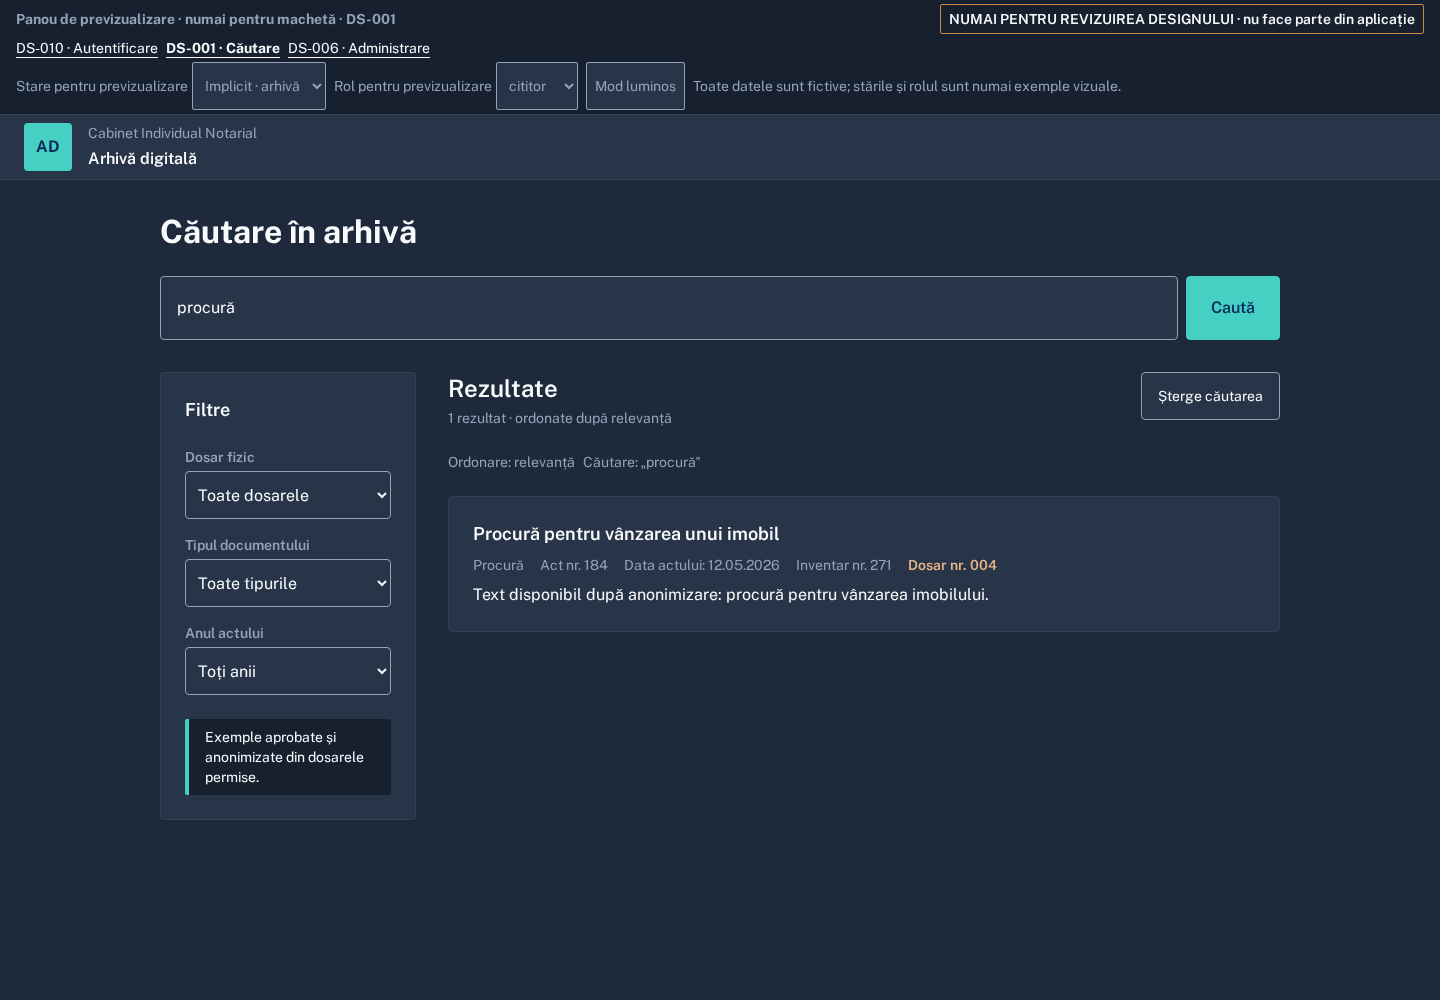 Panou de previzualizare · numai pentru machetă · DS-001
NUMAI PENTRU REVIZUIREA DESIGNULUI · nu face parte din aplicație
DS-010 · Autentificare DS-001 · Căutare DS-006 · Administrare
Stare pentru previzualizare Implicit · arhivă Rol pentru previzualizare cititor Mod luminos Toate datele sunt fictive; stările și rolul sunt numai exemple vizuale.
AD
Cabinet Individual Notarial
Arhivă digitală
Căutare în arhivă
procură
Caută
Filtre
Dosar fizic
Toate dosarele
Tipul documentului
Toate tipurile
Anul actului
Toți anii
Exemple aprobate și
anonimizate din dosarele
permise.
Rezultate
1 rezultat · ordonate după relevanță
Șterge căutarea
Ordonare: relevanță Căutare: „procură”
Procură pentru vânzarea unui imobil
Procură Act nr. 184 Data actului: 12.05.2026 Inventar nr. 271 Dosar nr. 004
Text disponibil după anonimizare: procură pentru vânzarea imobilului.